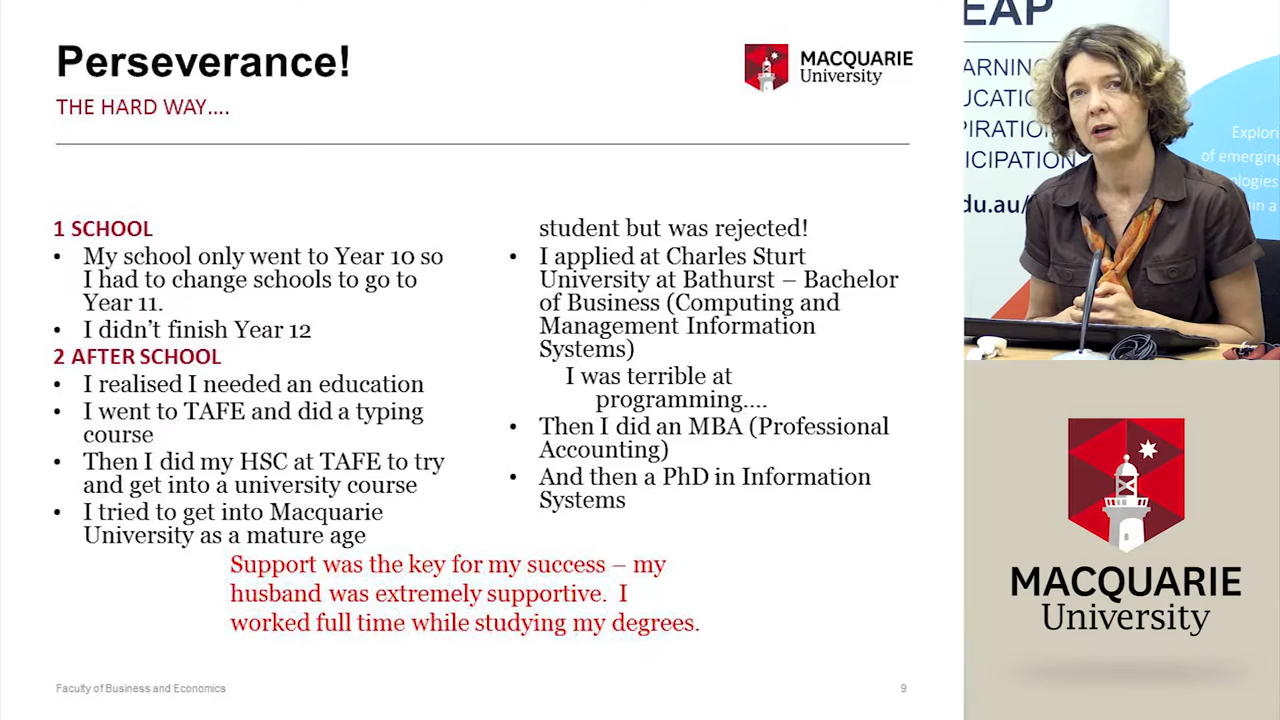 Perseverance!
THE HARD WAY....
MACQUARIE
University
1 SCHOOL
• My school only went to Year 10 so
I had to change schools to go to
Year 11.
• I didn't finish Year 12
2 AFTER SCHOOL
• I realised I needed an education
• I went to TAFE and did a typing
course
• Then I did my HSC at TAFE to try
and get into a university course
• I tried to get into Macquarie
University as a mature age
student but was rejected!
• I applied at Charles Sturt
University at Bathurst – Bachelor
of Business (Computing and
Management Information
Systems)
I was terrible at
programming....
• Then I did an MBA (Professional
Accounting)
• And then a PhD in Information
Systems
Support was the key for my success – my
husband was extremely supportive.  I
worked full time while studying my degrees.
Faculty of Business and Economics
9
EAP
ARNING
UCATIO
PIRATIO
ICIPATION
du.au/
Explori
of emerging
ologies
in a
MACQUARIE
University